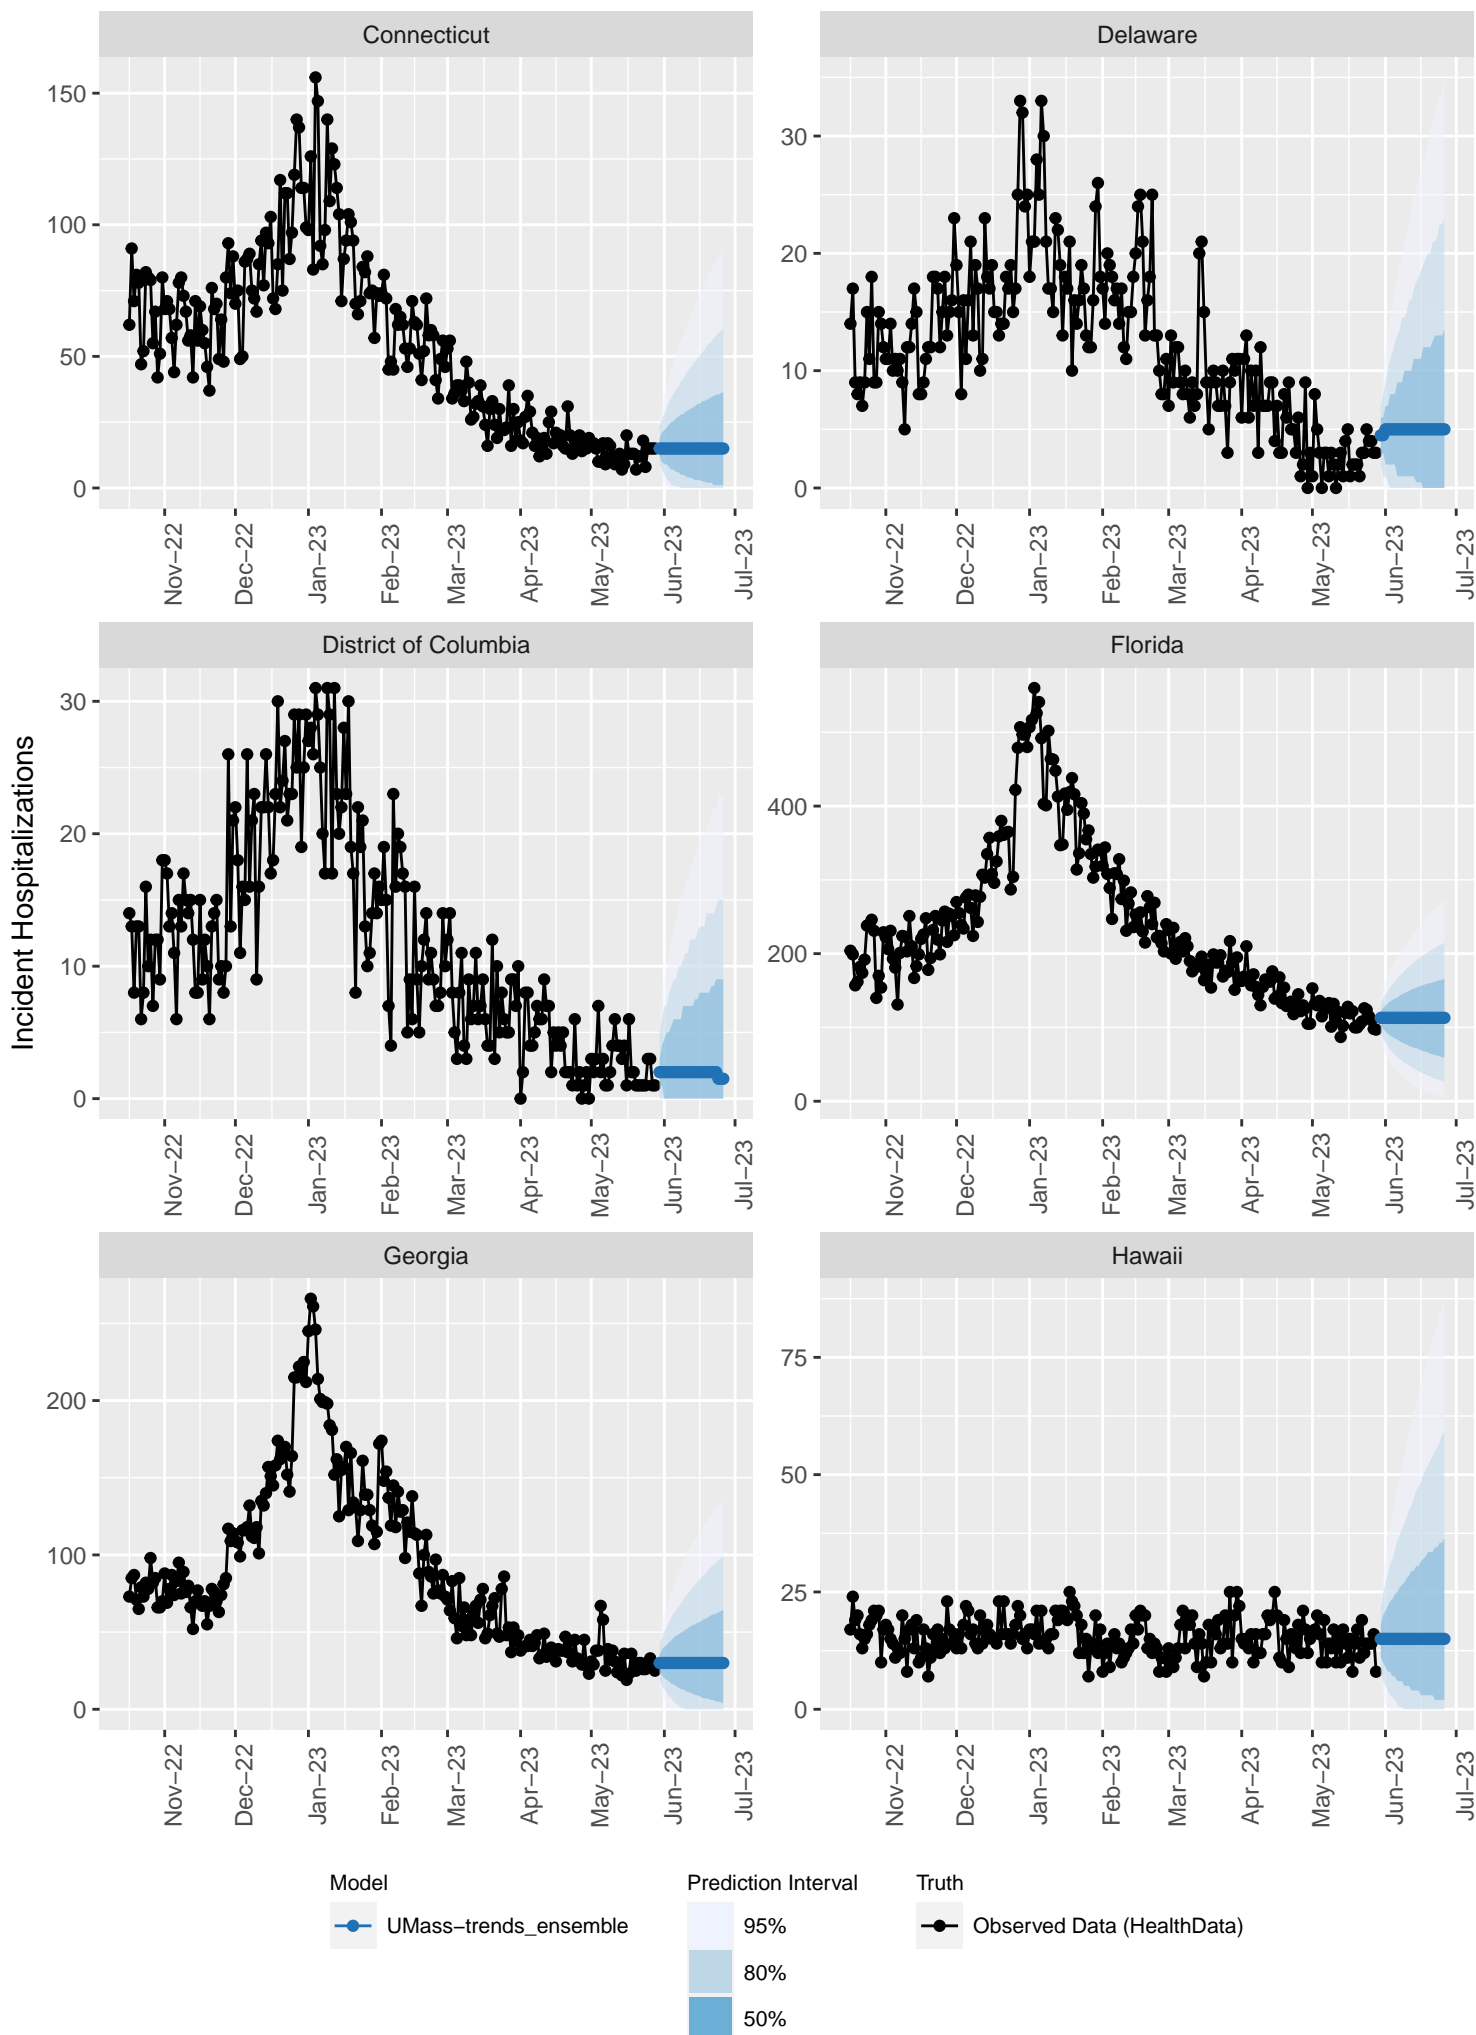 Connecticut
Delaware
150
100
50
0
30
20
10
0
Nov−22
Dec−22
Jan−23
Feb−23
Mar−23
Apr−23
May−23
Jun−23
Jul−23
Nov−22
Dec−22
Jan−23
Feb−23
Mar−23
Apr−23
May−23
Jun−23
Jul−23
Incident Hospitalizations
District of Columbia
Florida
30
20
10
0
400
200
0
Nov−22
Dec−22
Jan−23
Feb−23
Mar−23
Apr−23
May−23
Jun−23
Jul−23
Nov−22
Dec−22
Jan−23
Feb−23
Mar−23
Apr−23
May−23
Jun−23
Jul−23
Georgia
Hawaii
200
100
0
75
50
25
0
Nov−22
Dec−22
Jan−23
Feb−23
Mar−23
Apr−23
May−23
Jun−23
Jul−23
Nov−22
Dec−22
Jan−23
Feb−23
Mar−23
Apr−23
May−23
Jun−23
Jul−23
Model
UMass−trends_ensemble
Prediction Interval
95%
80%
50%
Truth
Observed Data (HealthData)